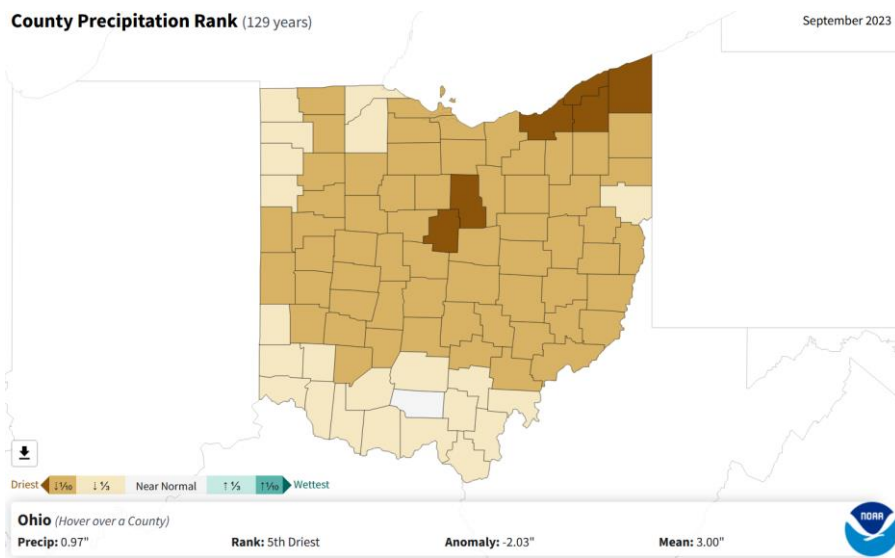 County Precipitation Rank (129 years)
September 2023
Driest ↓⅒ ↓⅓ Near Normal ↑⅓ ↑⅒ Wettest
Ohio (Hover over a County)
Precip: 0.97" Rank: 5th Driest Anomaly: -2.03" Mean: 3.00"
NOAA